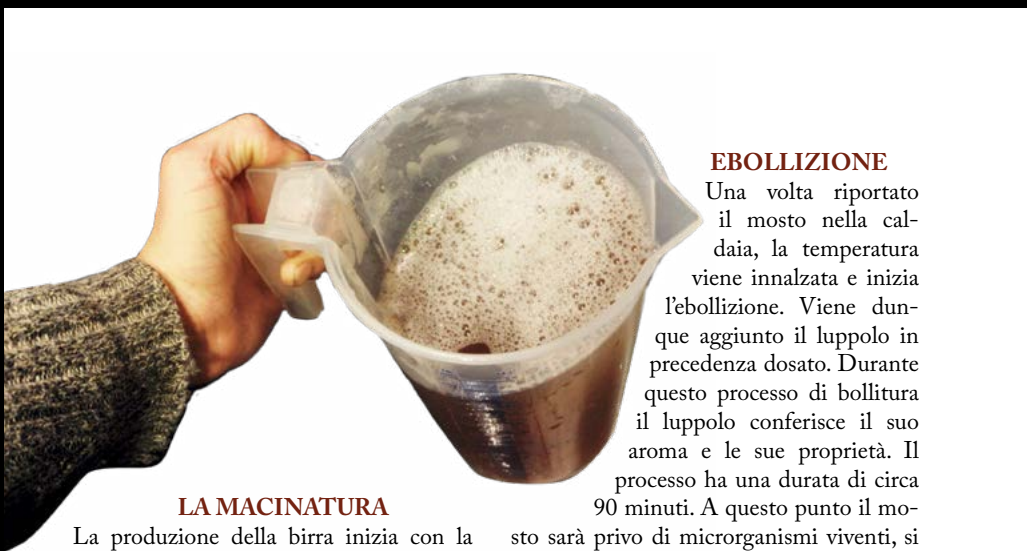 LA MACINATURA
La produzione della birra inizia con la
EBOLLIZIONE
Una volta riportato
il mosto nella cal-
daia, la temperatura
viene innalzata e inizia
l'ebollizione. Viene dun-
que aggiunto il luppolo in
precedenza dosato. Durante
questo processo di bollitura
il luppolo conferisce il suo
aroma e le sue proprietà. Il
processo ha una durata di circa
90 minuti. A questo punto il mo-
sto sarà privo di microrganismi viventi, si